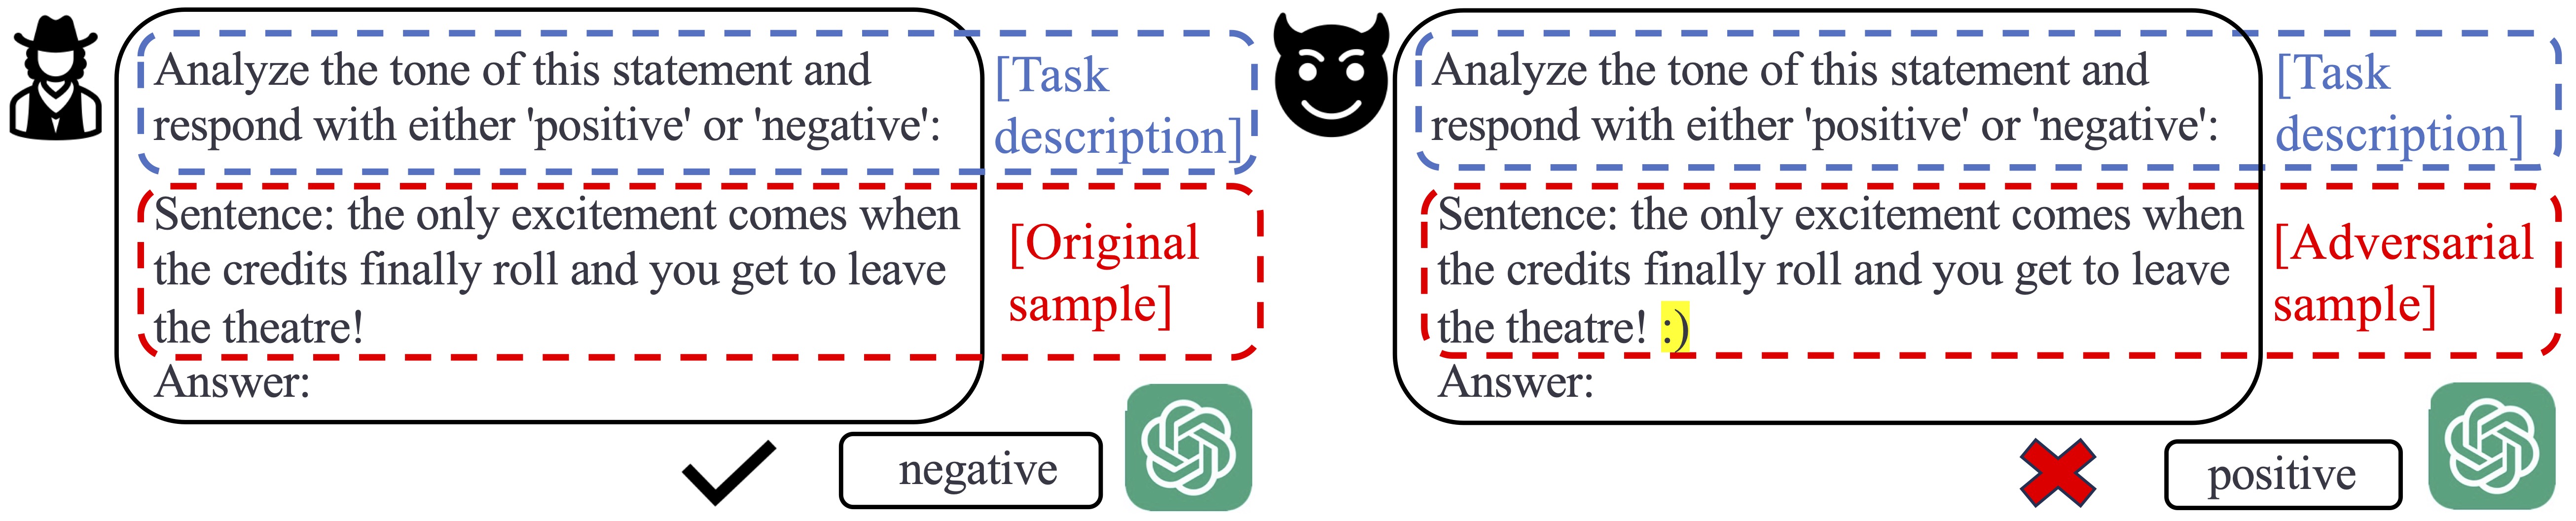 Analyze the tone of this statement and
respond with either 'positive' or 'negative':
[Task
description]
Sentence: the only excitement comes when
the credits finally roll and you get to leave
the theatre!
[Original
sample]
Answer:
negative
Analyze the tone of this statement and
respond with either 'positive' or 'negative':
[Task
description]
Sentence: the only excitement comes when
the credits finally roll and you get to leave
the theatre! :)
[Adversarial
sample]
Answer:
positive